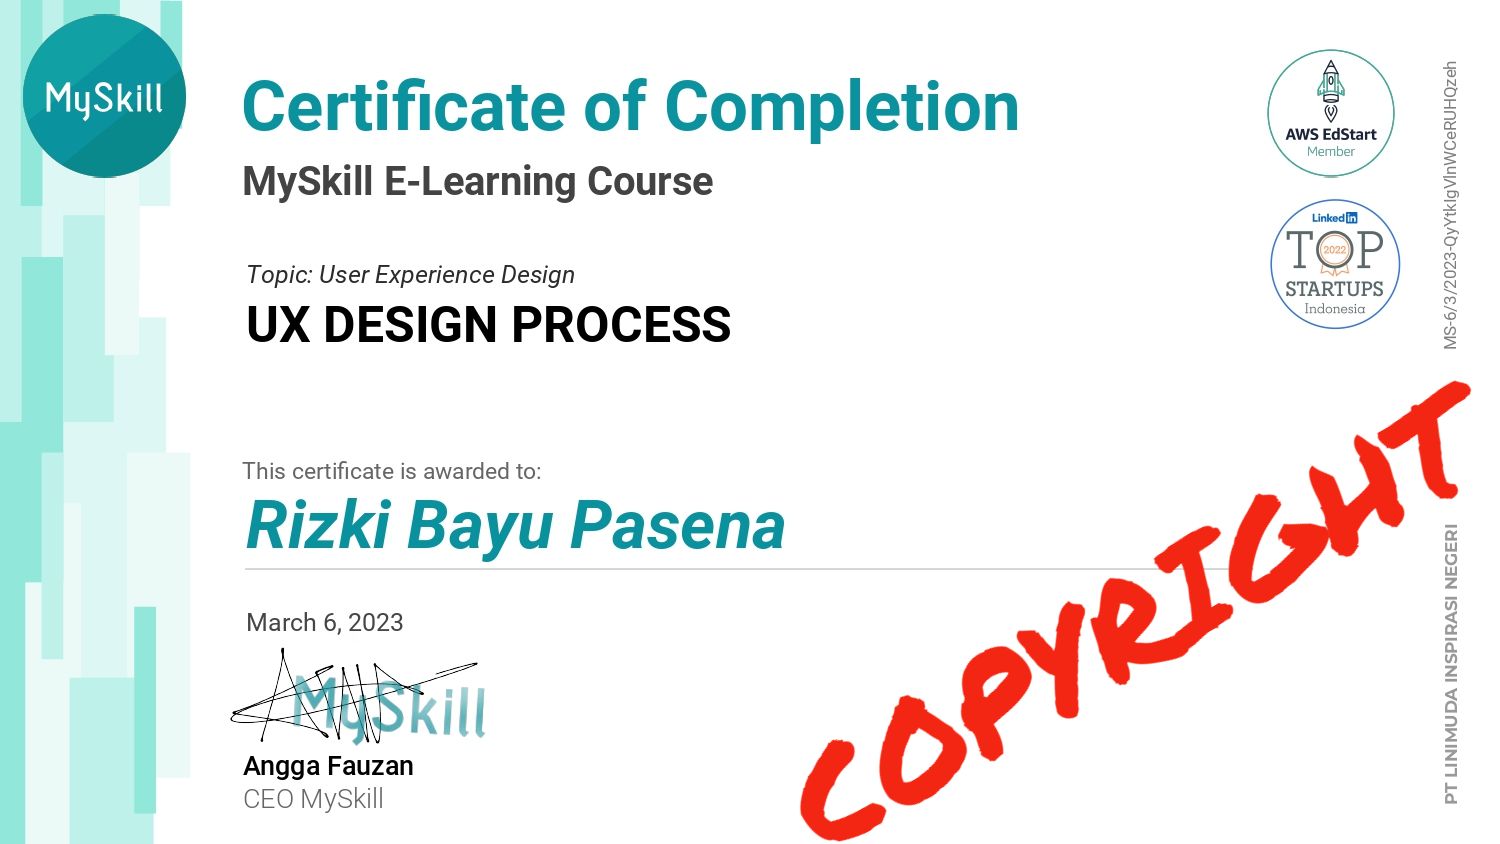 MySkill
Certificate of Completion
MySkill E-Learning Course
Topic: User Experience Design
UX DESIGN PROCESS
This certificate is awarded to:
Rizki Bayu Pasena
March 6, 2023
MySkill
Angga Fauzan
CEO MySkill
AWS EdStart
Member
Linked in
TOP
2022
STARTUPS
Indonesia
MS-6/3/2023-QyYtkIgVlnWCeRUHQzeh
PT LINIMUDA INSPIRASI NEGERI
COPYRIGHT